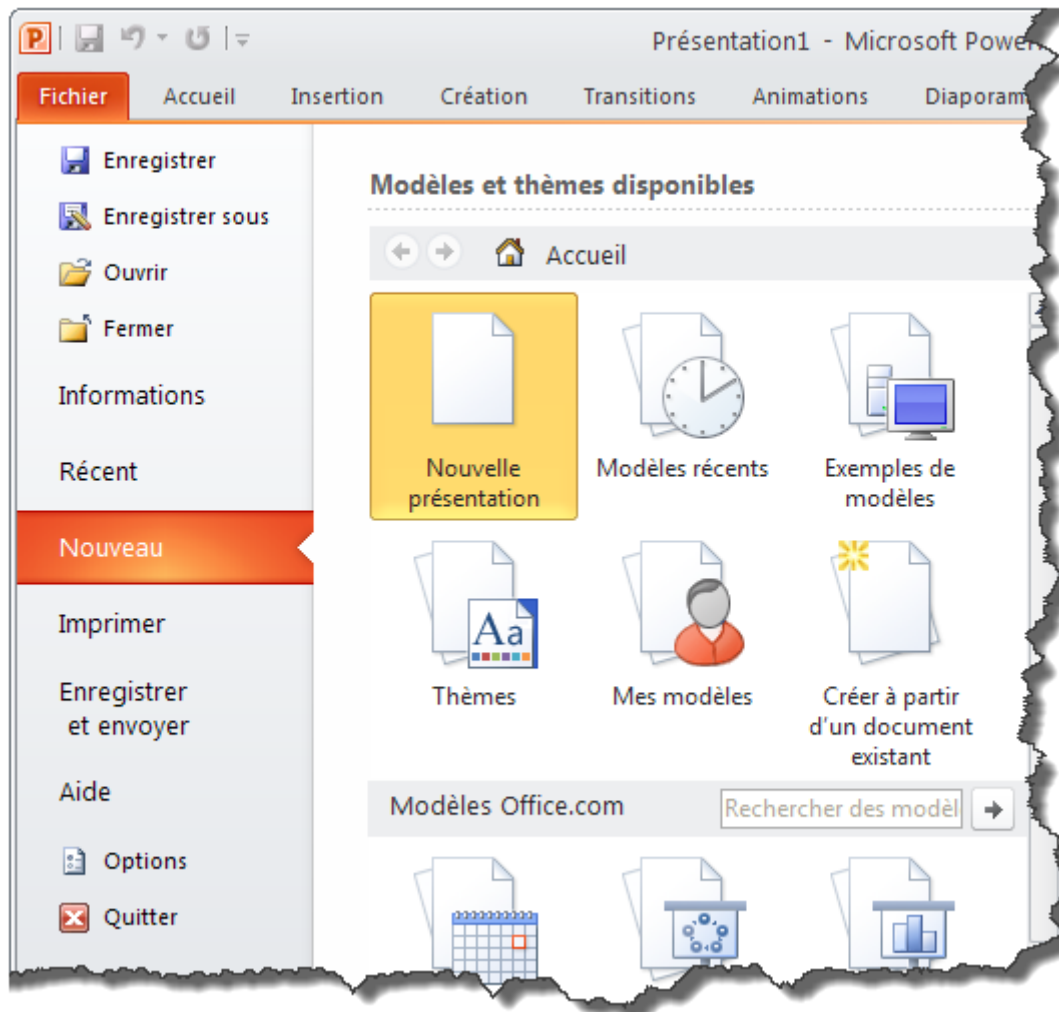 Présentation1 - Microsoft Power
Fichier Accueil Insertion Création Transitions Animations Diaporam
Enregistrer
Enregistrer sous
Ouvrir
Fermer
Informations
Récent
Nouveau
Imprimer
Enregistrer
et envoyer
Aide
Options
Quitter
Modèles et thèmes disponibles
Accueil
Nouvelle
présentation
Modèles récents
Exemples de
modèles
Thèmes
Mes modèles
Créer à partir
d'un document
existant
Modèles Office.com
Rechercher des modèl